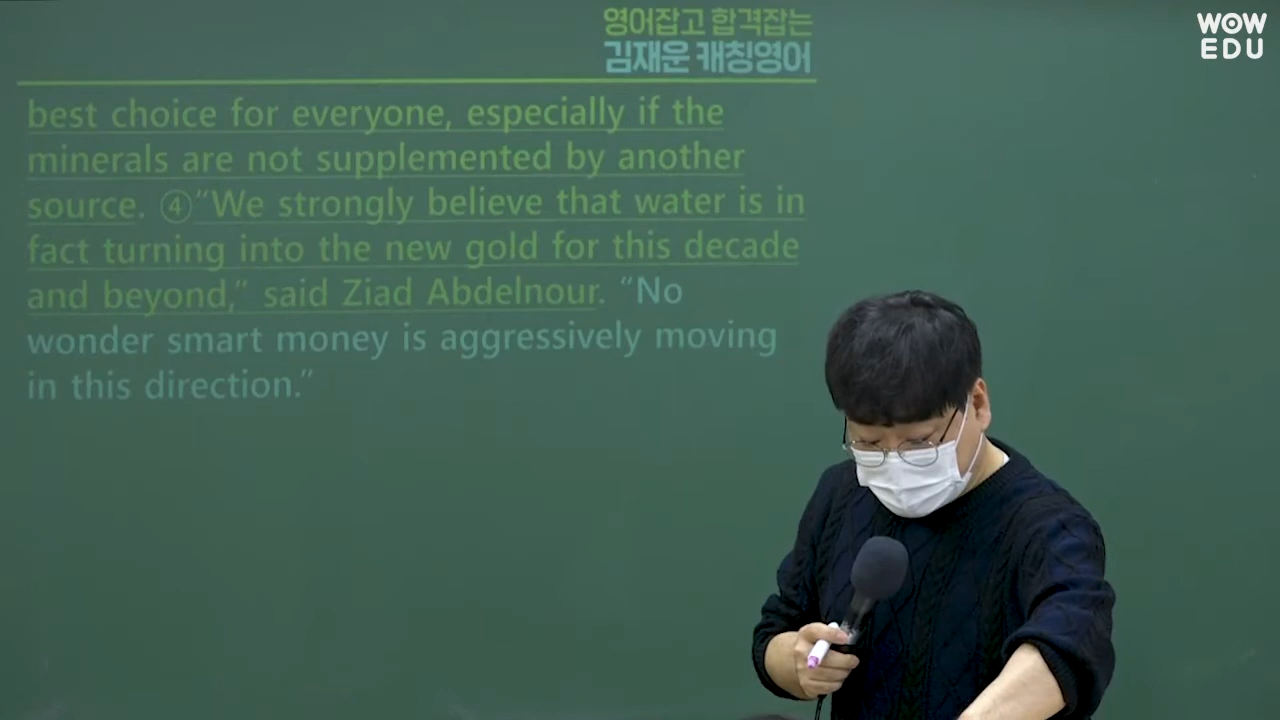 WOW
EDU
영어잡고 합격잡는
김재운 캐칭영어
best choice for everyone, especially if the
minerals are not supplemented by another
source. ④“We strongly believe that water is in
fact turning into the new gold for this decade
and beyond,” said Ziad Abdelnour. “No
wonder smart money is aggressively moving
in this direction.”